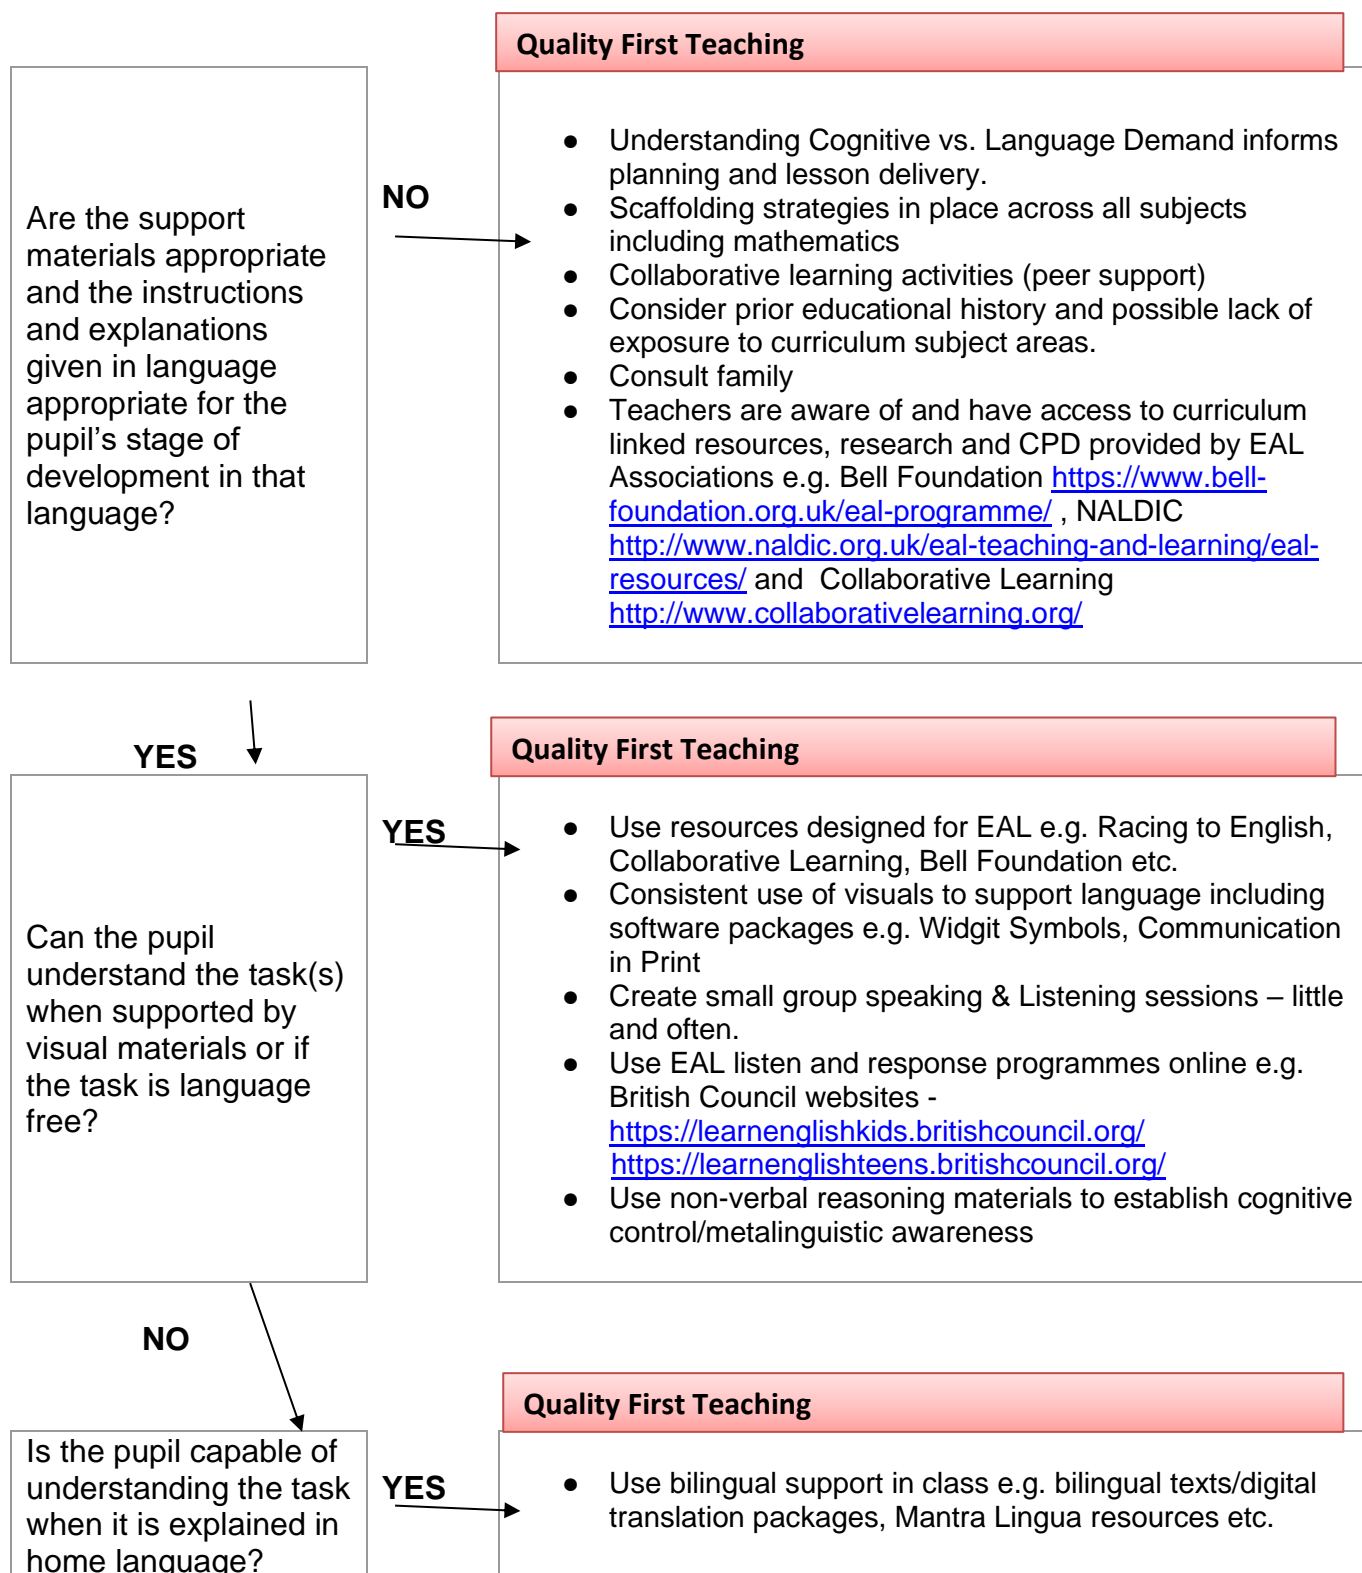 Quality First Teaching
Are the support
materials appropriate
and the instructions
and explanations
given in language
appropriate for the
pupil’s stage of
development in that
language?
NO
● Understanding Cognitive vs. Language Demand informs
planning and lesson delivery.
● Scaffolding strategies in place across all subjects
including mathematics
● Collaborative learning activities (peer support)
● Consider prior educational history and possible lack of
exposure to curriculum subject areas.
● Consult family
● Teachers are aware of and have access to curriculum
linked resources, research and CPD provided by EAL
Associations e.g. Bell Foundation https://www.bell-
foundation.org.uk/eal-programme/ , NALDIC
http://www.naldic.org.uk/eal-teaching-and-learning/eal-
resources/ and Collaborative Learning
http://www.collaborativelearning.org/
YES
Quality First Teaching
Can the pupil
understand the task(s)
when supported by
visual materials or if
the task is language
free?
YES
● Use resources designed for EAL e.g. Racing to English,
Collaborative Learning, Bell Foundation etc.
● Consistent use of visuals to support language including
software packages e.g. Widgit Symbols, Communication
in Print
● Create small group speaking & Listening sessions – little
and often.
● Use EAL listen and response programmes online e.g.
British Council websites -
https://learnenglishkids.britishcouncil.org/
https://learnenglishteens.britishcouncil.org/
● Use non-verbal reasoning materials to establish cognitive
control/metalinguistic awareness
NO
Quality First Teaching
Is the pupil capable of
understanding the task
when it is explained in
home language?
YES
● Use bilingual support in class e.g. bilingual texts/digital
translation packages, Mantra Lingua resources etc.